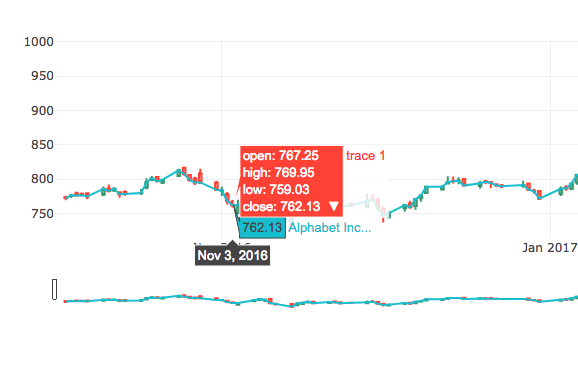 1000
950
900
850
800
750
open: 767.25 trace 1
high: 769.95
low: 759.03
close: 762.13 ▼
762.13 Alphabet Inc...
Nov 3, 2016
Jan 2017